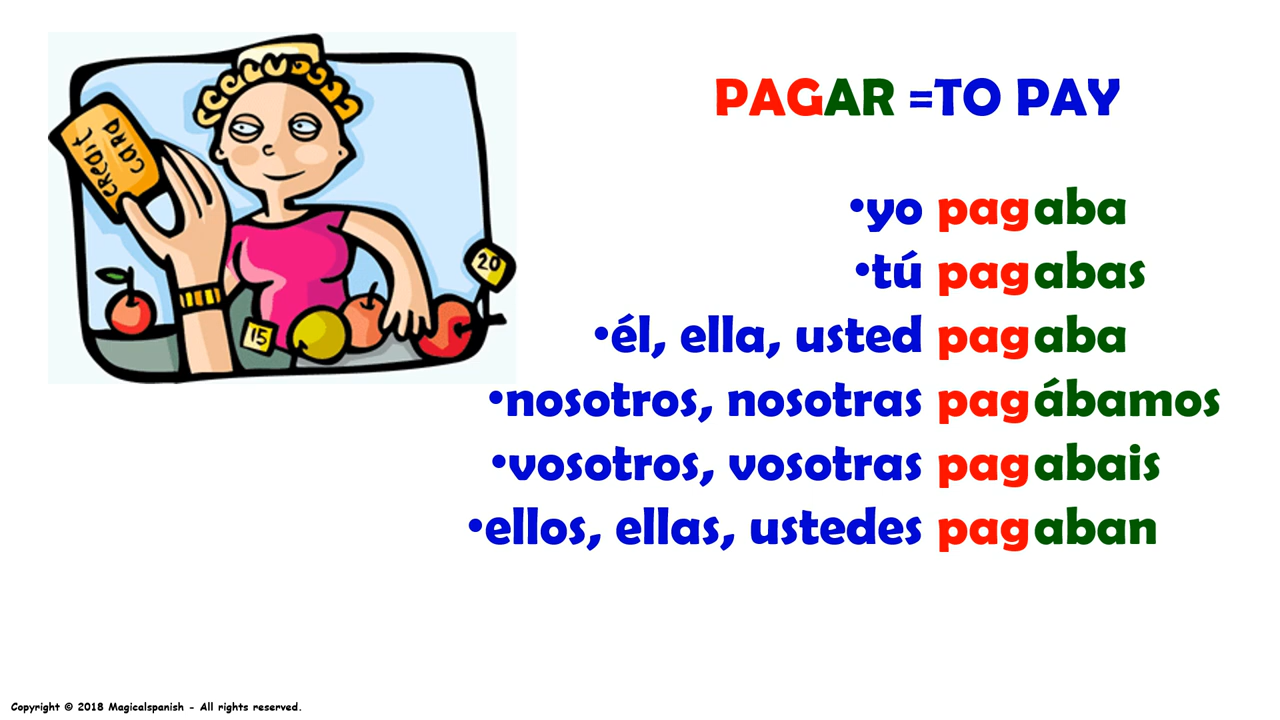 PAGAR =TO PAY
credit
card
•yo pagaba
•tú pagabas
20
15
•él, ella, usted pagaba
•nosotros, nosotras pagábamos
•vosotros, vosotras pagabais
•ellos, ellas, ustedes pagaban
Copyright © 2018 Magicalspanish - All rights reserved.